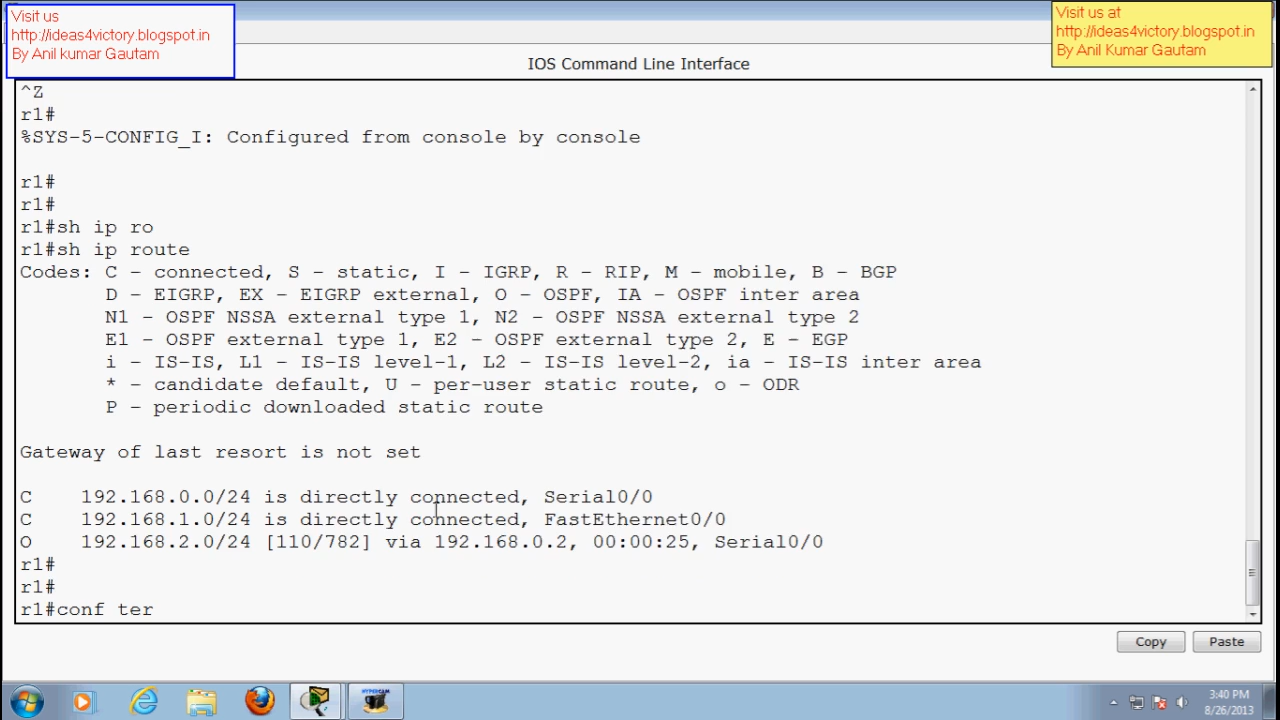 Visit us
http://ideas4victory.blogspot.in
By Anil kumar Gautam
Visit us at
http://ideas4victory.blogspot.in
By Anil Kumar Gautam
IOS Command Line Interface
^Z
r1#
%SYS-5-CONFIG_I: Configured from console by console
r1#
r1#
r1#sh ip ro
r1#sh ip route
Codes: C - connected, S - static, I - IGRP, R - RIP, M - mobile, B - BGP
D - EIGRP, EX - EIGRP external, O - OSPF, IA - OSPF inter area
N1 - OSPF NSSA external type 1, N2 - OSPF NSSA external type 2
E1 - OSPF external type 1, E2 - OSPF external type 2, E - EGP
i - IS-IS, L1 - IS-IS level-1, L2 - IS-IS level-2, ia - IS-IS inter area
* - candidate default, U - per-user static route, o - ODR
P - periodic downloaded static route
Gateway of last resort is not set
C 192.168.0.0/24 is directly connected, Serial0/0
C 192.168.1.0/24 is directly connected, FastEthernet0/0
O 192.168.2.0/24 [110/782] via 192.168.0.2, 00:00:25, Serial0/0
r1#
r1#
r1#conf ter
Copy Paste
HYPERCAM
3:40 PM
8/26/2013